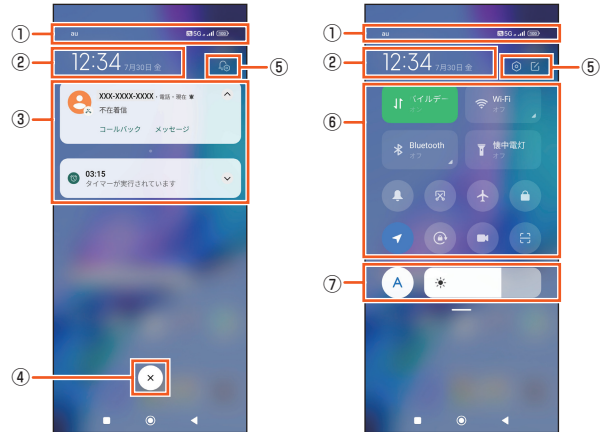 ①
au
5G
②
12:34 7月30日 金
⑤
③
XXX-XXXX-XXXX・電話・現在
不在着信
コールバック メッセージ
03:15
タイマーが実行されています
④
①
au
5G
②
12:34 7月30日 金
⑤
⑥
バイルデー
オン
Wi-Fi
オフ
Bluetooth
オフ
懐中電灯
オフ
A
⑦